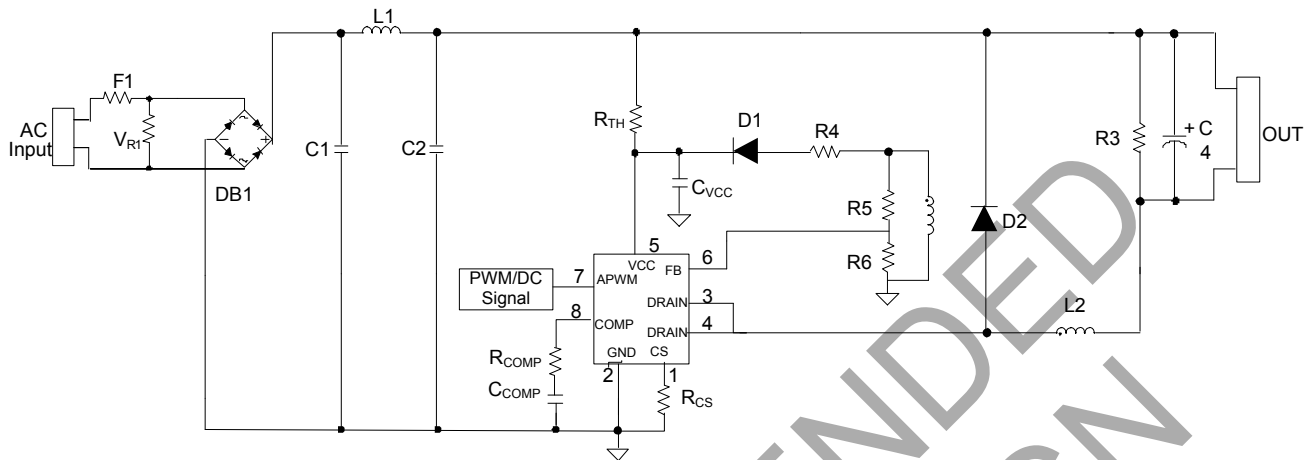 L1
F1
AC
Input
VR1
DB1
C1
C2
RTH
D1
R4
CVCC
R5
R6
D2
R3
+ C
4
OUT
L2
5
VCC
6
FB
PWM/DC
Signal
7
APWM
DRAIN
3
8
COMP
DRAIN
4
GND
CS
2
1
RCOMP
CCOMP
RCS
~
~
-
+